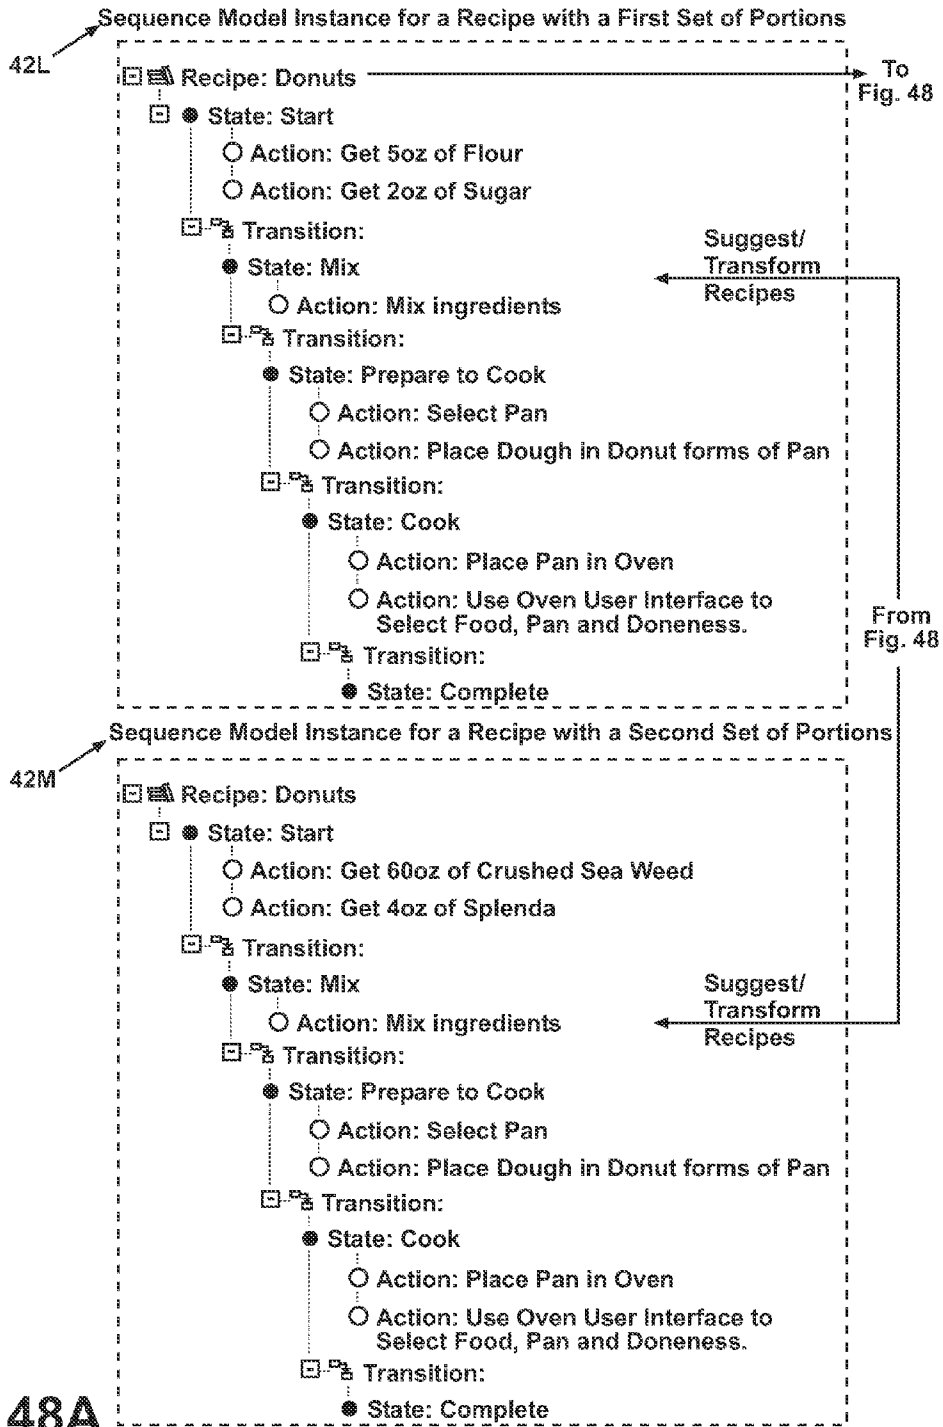 Sequence Model Instance for a Recipe with a First Set of Portions
42L
Recipe: Donuts
To
Fig. 48
State: Start
Action: Get 5oz of Flour
Action: Get 2oz of Sugar
Transition:
State: Mix
Suggest/
Transform
Recipes
Action: Mix ingredients
Transition:
State: Prepare to Cook
Action: Select Pan
Action: Place Dough in Donut forms of Pan
Transition:
State: Cook
Action: Place Pan in Oven
Action: Use Oven User Interface to
Select Food, Pan and Doneness.
From
Fig. 48
Transition:
State: Complete
Sequence Model Instance for a Recipe with a Second Set of Portions
42M
Recipe: Donuts
State: Start
Action: Get 60oz of Crushed Sea Weed
Action: Get 4oz of Splenda
Transition:
State: Mix
Suggest/
Transform
Recipes
Action: Mix ingredients
Transition:
State: Prepare to Cook
Action: Select Pan
Action: Place Dough in Donut forms of Pan
Transition:
State: Cook
Action: Place Pan in Oven
Action: Use Oven User Interface to
Select Food, Pan and Doneness.
Transition:
State: Complete
48A